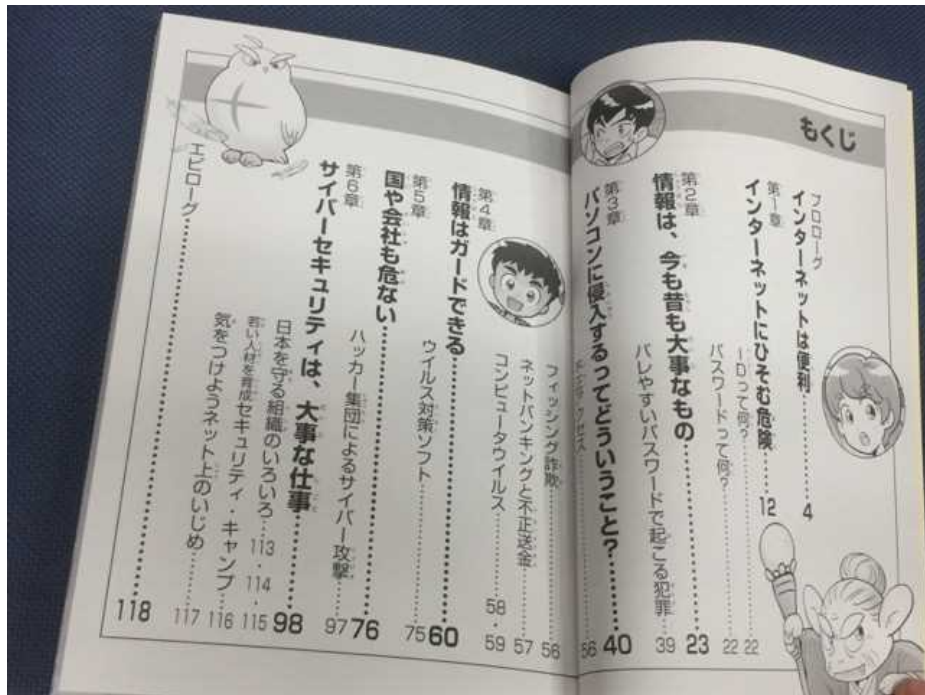 もくじ
プロローグ
インターネットは便利 4
第1章
インターネットにひそむ危険 12
IDって何? 22
パスワードって何? 22
第2章
情報は、今も昔も大事なもの 23
バレやすいパスワードで起こる犯罪 39
第3章
パソコンに侵入するってどういうこと? 40
アクセス 56
フィッシング詐欺 56
ネットバンキングと不正送金 57
コンピュータウイルス 58・59
第4章
情報はガードできる 60
ウイルス対策ソフト 75
第5章
国や会社も危ない 76
ハッカー集団によるサイバー攻撃 97
第6章
サイバーセキュリティは、大事な仕事 98
日本を守る組織のいろいろ 113・114・115
若い人材を育成セキュリティ・キャンプ 116
気をつけようネット上のいじめ 117
エピローグ 118